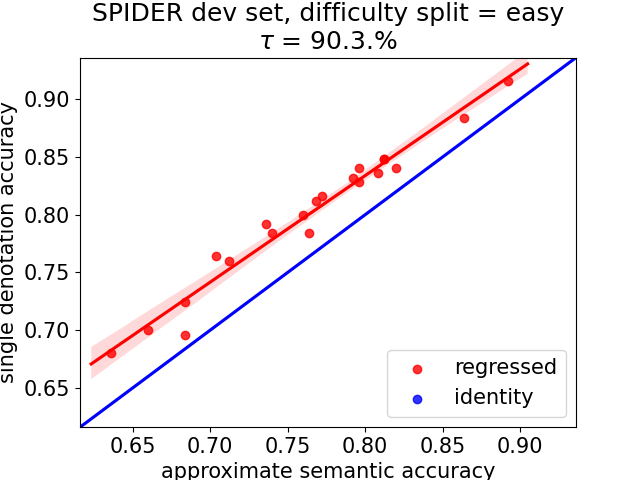 SPIDER dev set, difficulty split = easy
τ = 90.3.%
single denotation accuracy
0.90
0.85
0.80
0.75
0.70
0.65
regressed
identity
0.65 0.70 0.75 0.80 0.85 0.90
approximate semantic accuracy